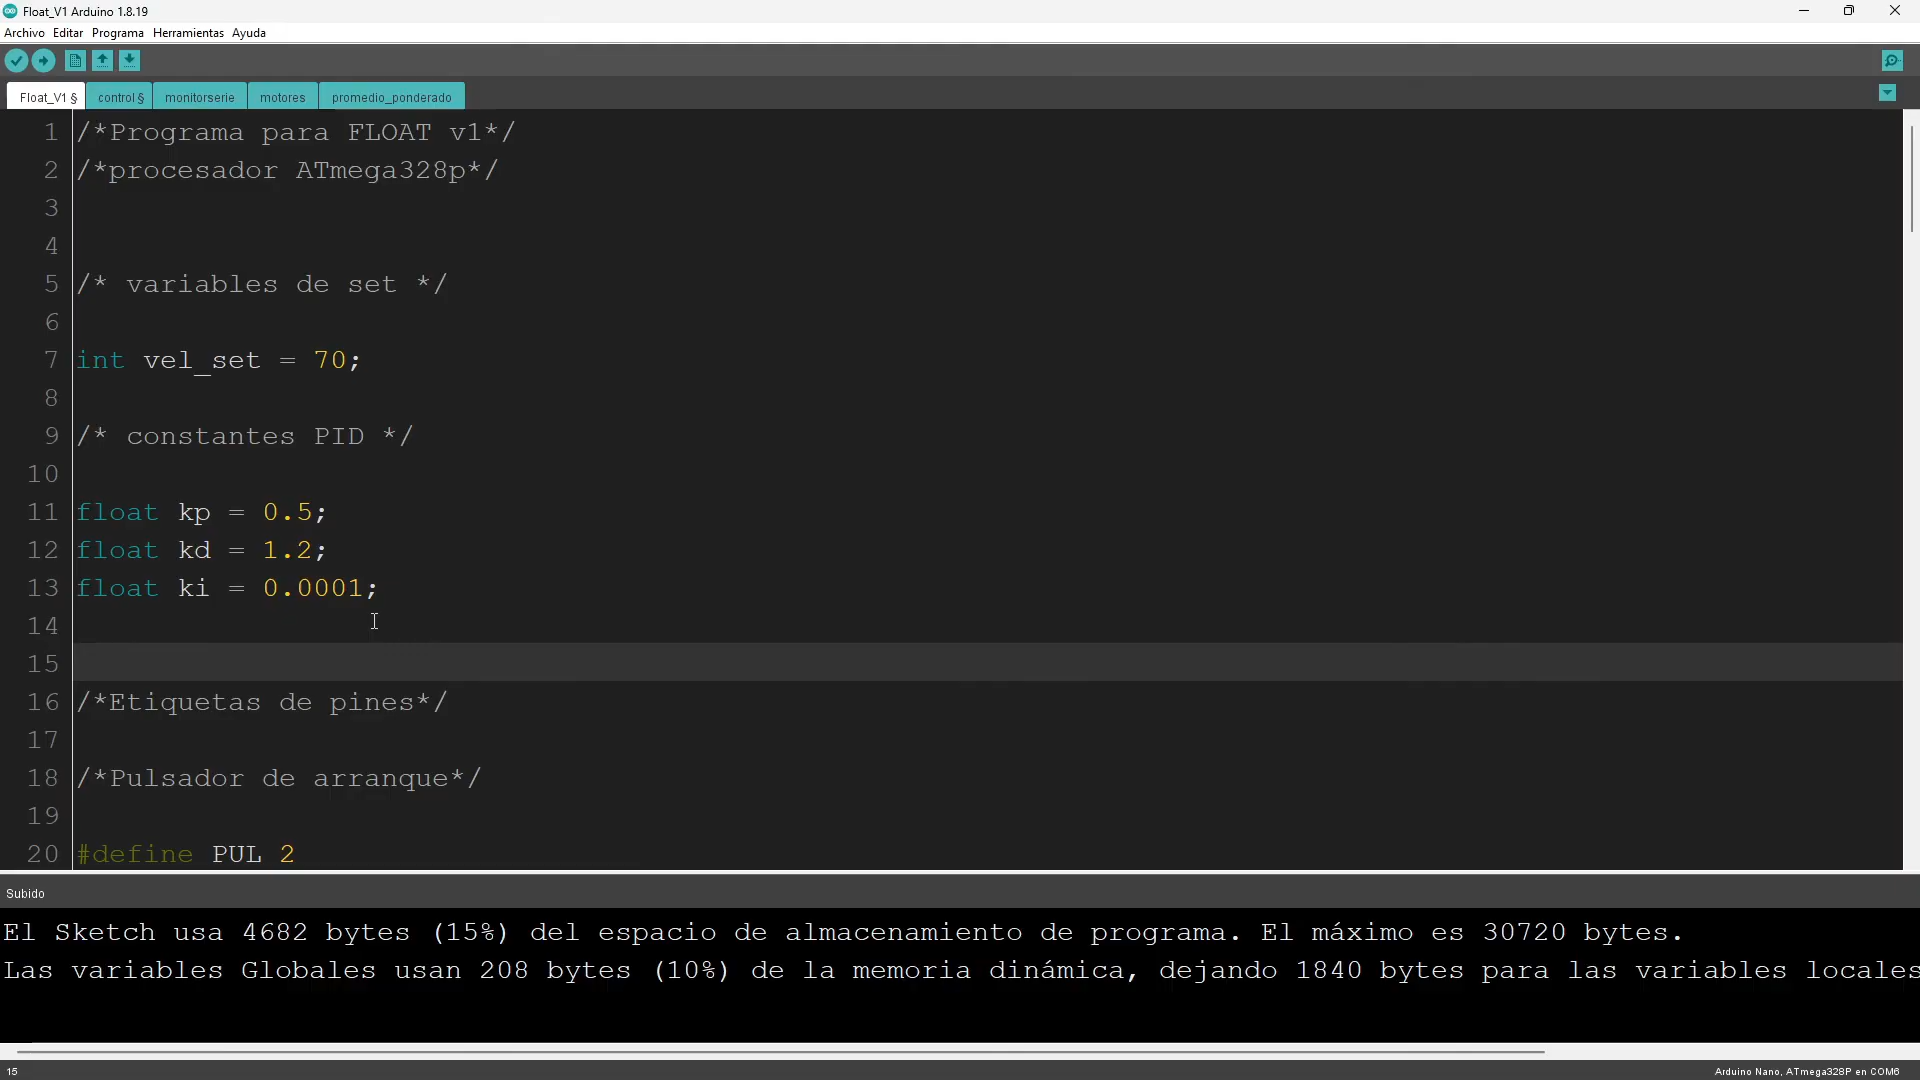 Float_V1 Arduino 1.8.19
Archivo Editar Programa Herramientas Ayuda
Float_V1 § control § monitorserie motores promedio_ponderado
1 /*Programa para FLOAT v1*/
2 /*procesador ATmega328p*/
3
4
5 /* variables de set */
6
7 int vel_set = 70;
8
9 /* constantes PID */
10
11 float kp = 0.5;
12 float kd = 1.2;
13 float ki = 0.0001;
14
15
16 /*Etiquetas de pines*/
17
18 /*Pulsador de arranque*/
19
20 #define PUL 2
Subido
El Sketch usa 4682 bytes (15%) del espacio de almacenamiento de programa. El máximo es 30720 bytes.
Las variables Globales usan 208 bytes (10%) de la memoria dinámica, dejando 1840 bytes para las variables locales
15 Arduino Nano, ATmega328P en COM6